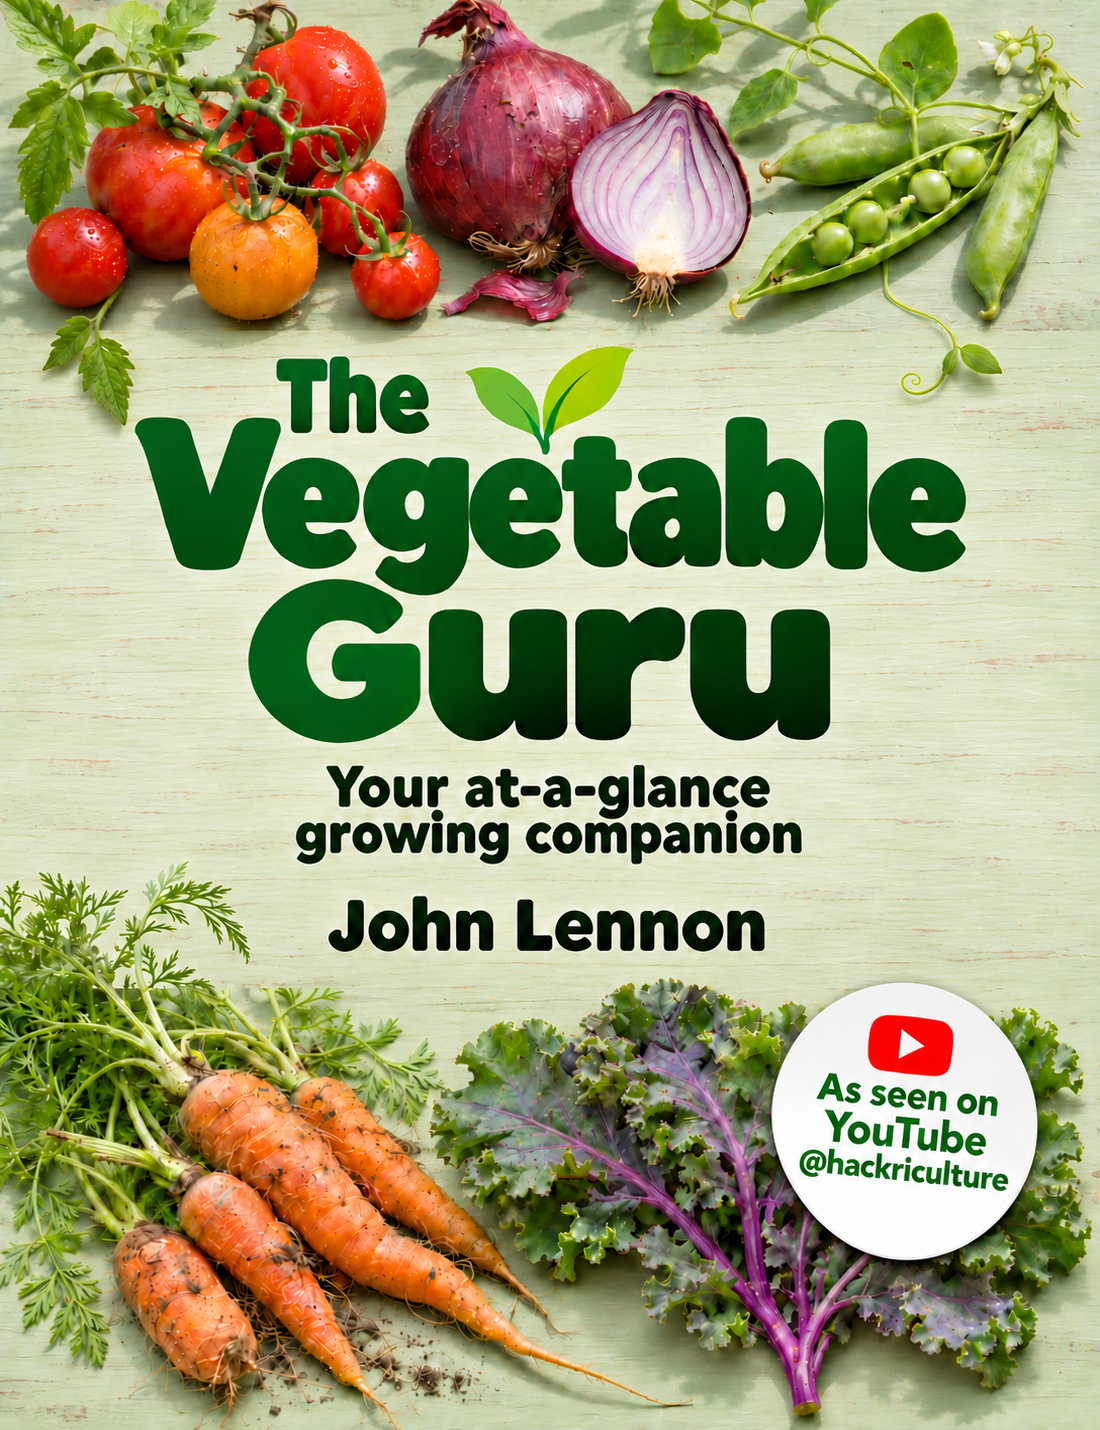 The
Vegetable
Guru
Your at-a-glance
growing companion
John Lennon
As seen on
YouTube
@hackriculture